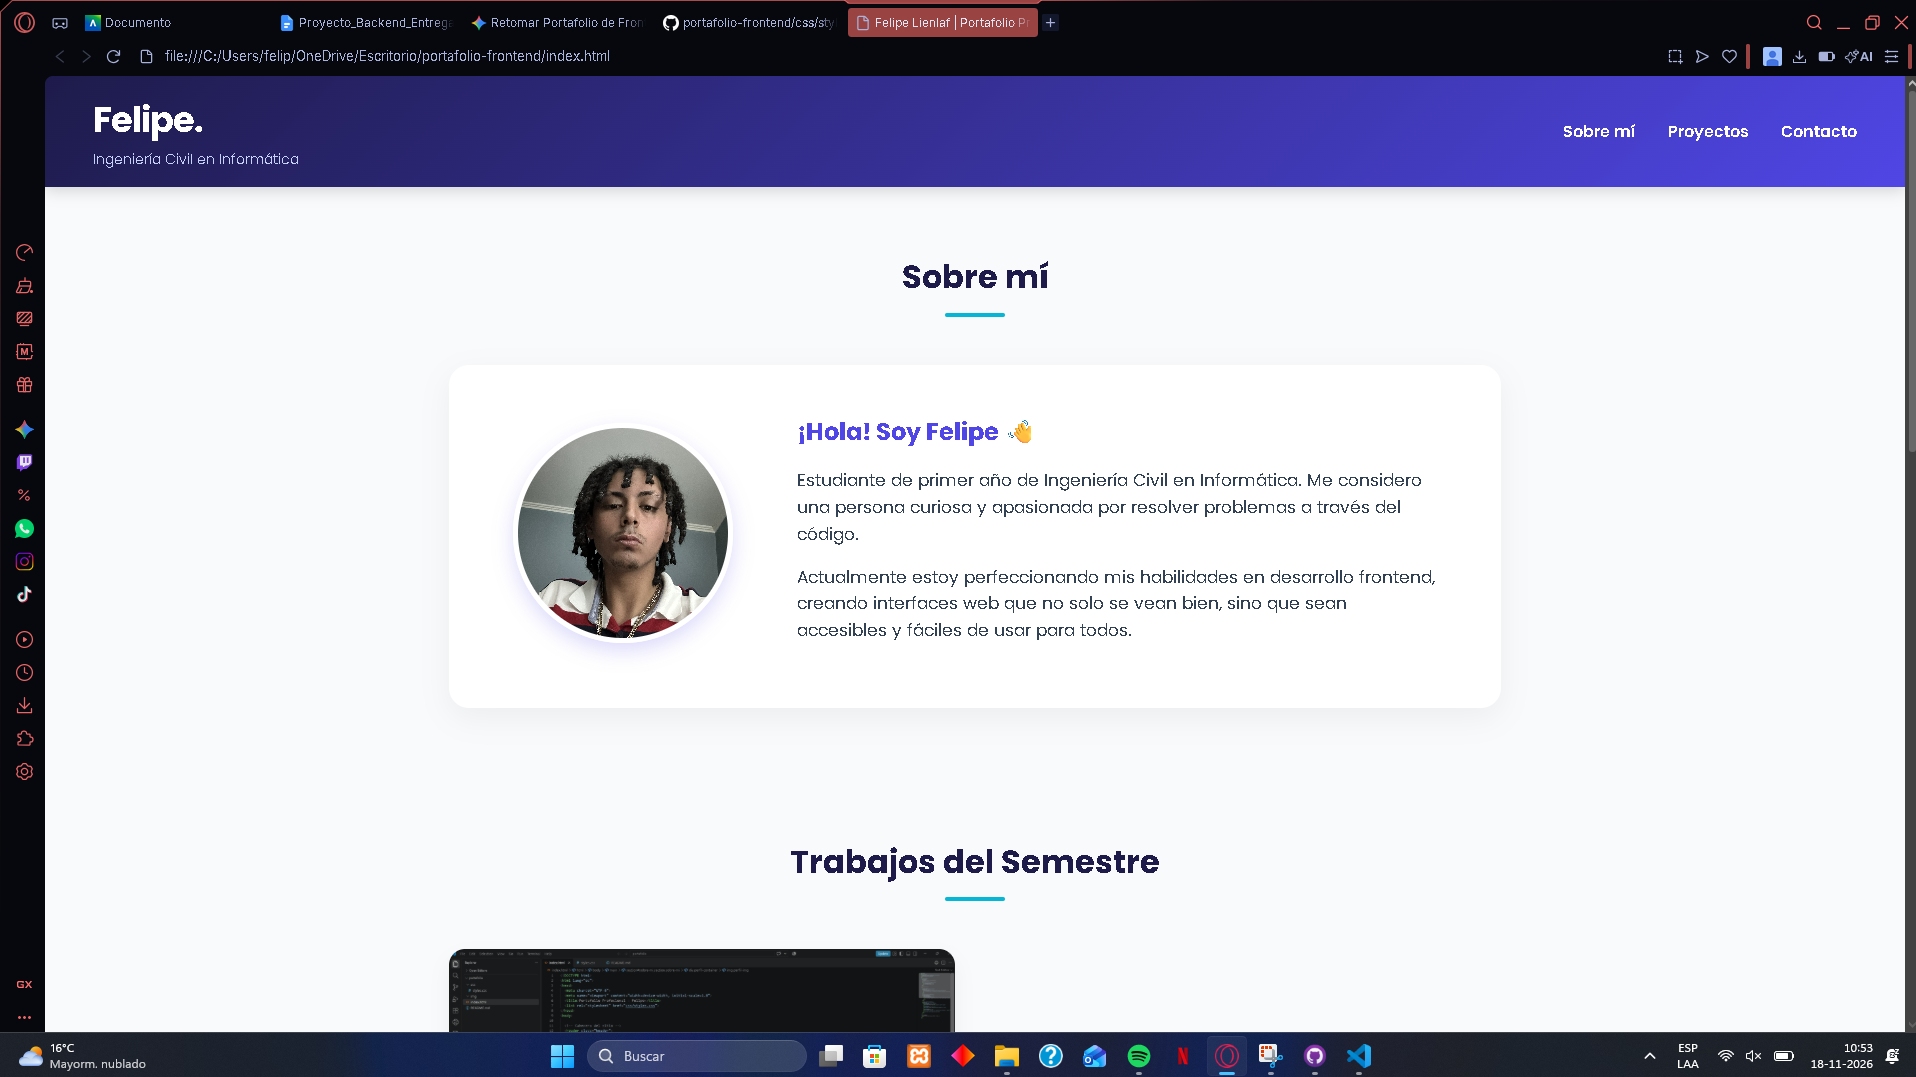 Documento
Proyecto_Backend_Entrega
Retomar Portafolio de Fron
portafolio-frontend/css/sty
Felipe Lienlaf | Portafolio Pr
file:///C:/Users/felip/OneDrive/Escritorio/portafolio-frontend/index.html
AI
Felipe.
Ingeniería Civil en Informática
Sobre mí
Proyectos
Contacto
Sobre mí
¡Hola! Soy Felipe 👋
Estudiante de primer año de Ingeniería Civil en Informática. Me considero
una persona curiosa y apasionada por resolver problemas a través del
código.
Actualmente estoy perfeccionando mis habilidades en desarrollo frontend,
creando interfaces web que no solo se vean bien, sino que sean
accesibles y fáciles de usar para todos.
Trabajos del Semestre
GX
16°C
Mayorm. nublado
Buscar
ESP
LAA
10:53
18-11-2026